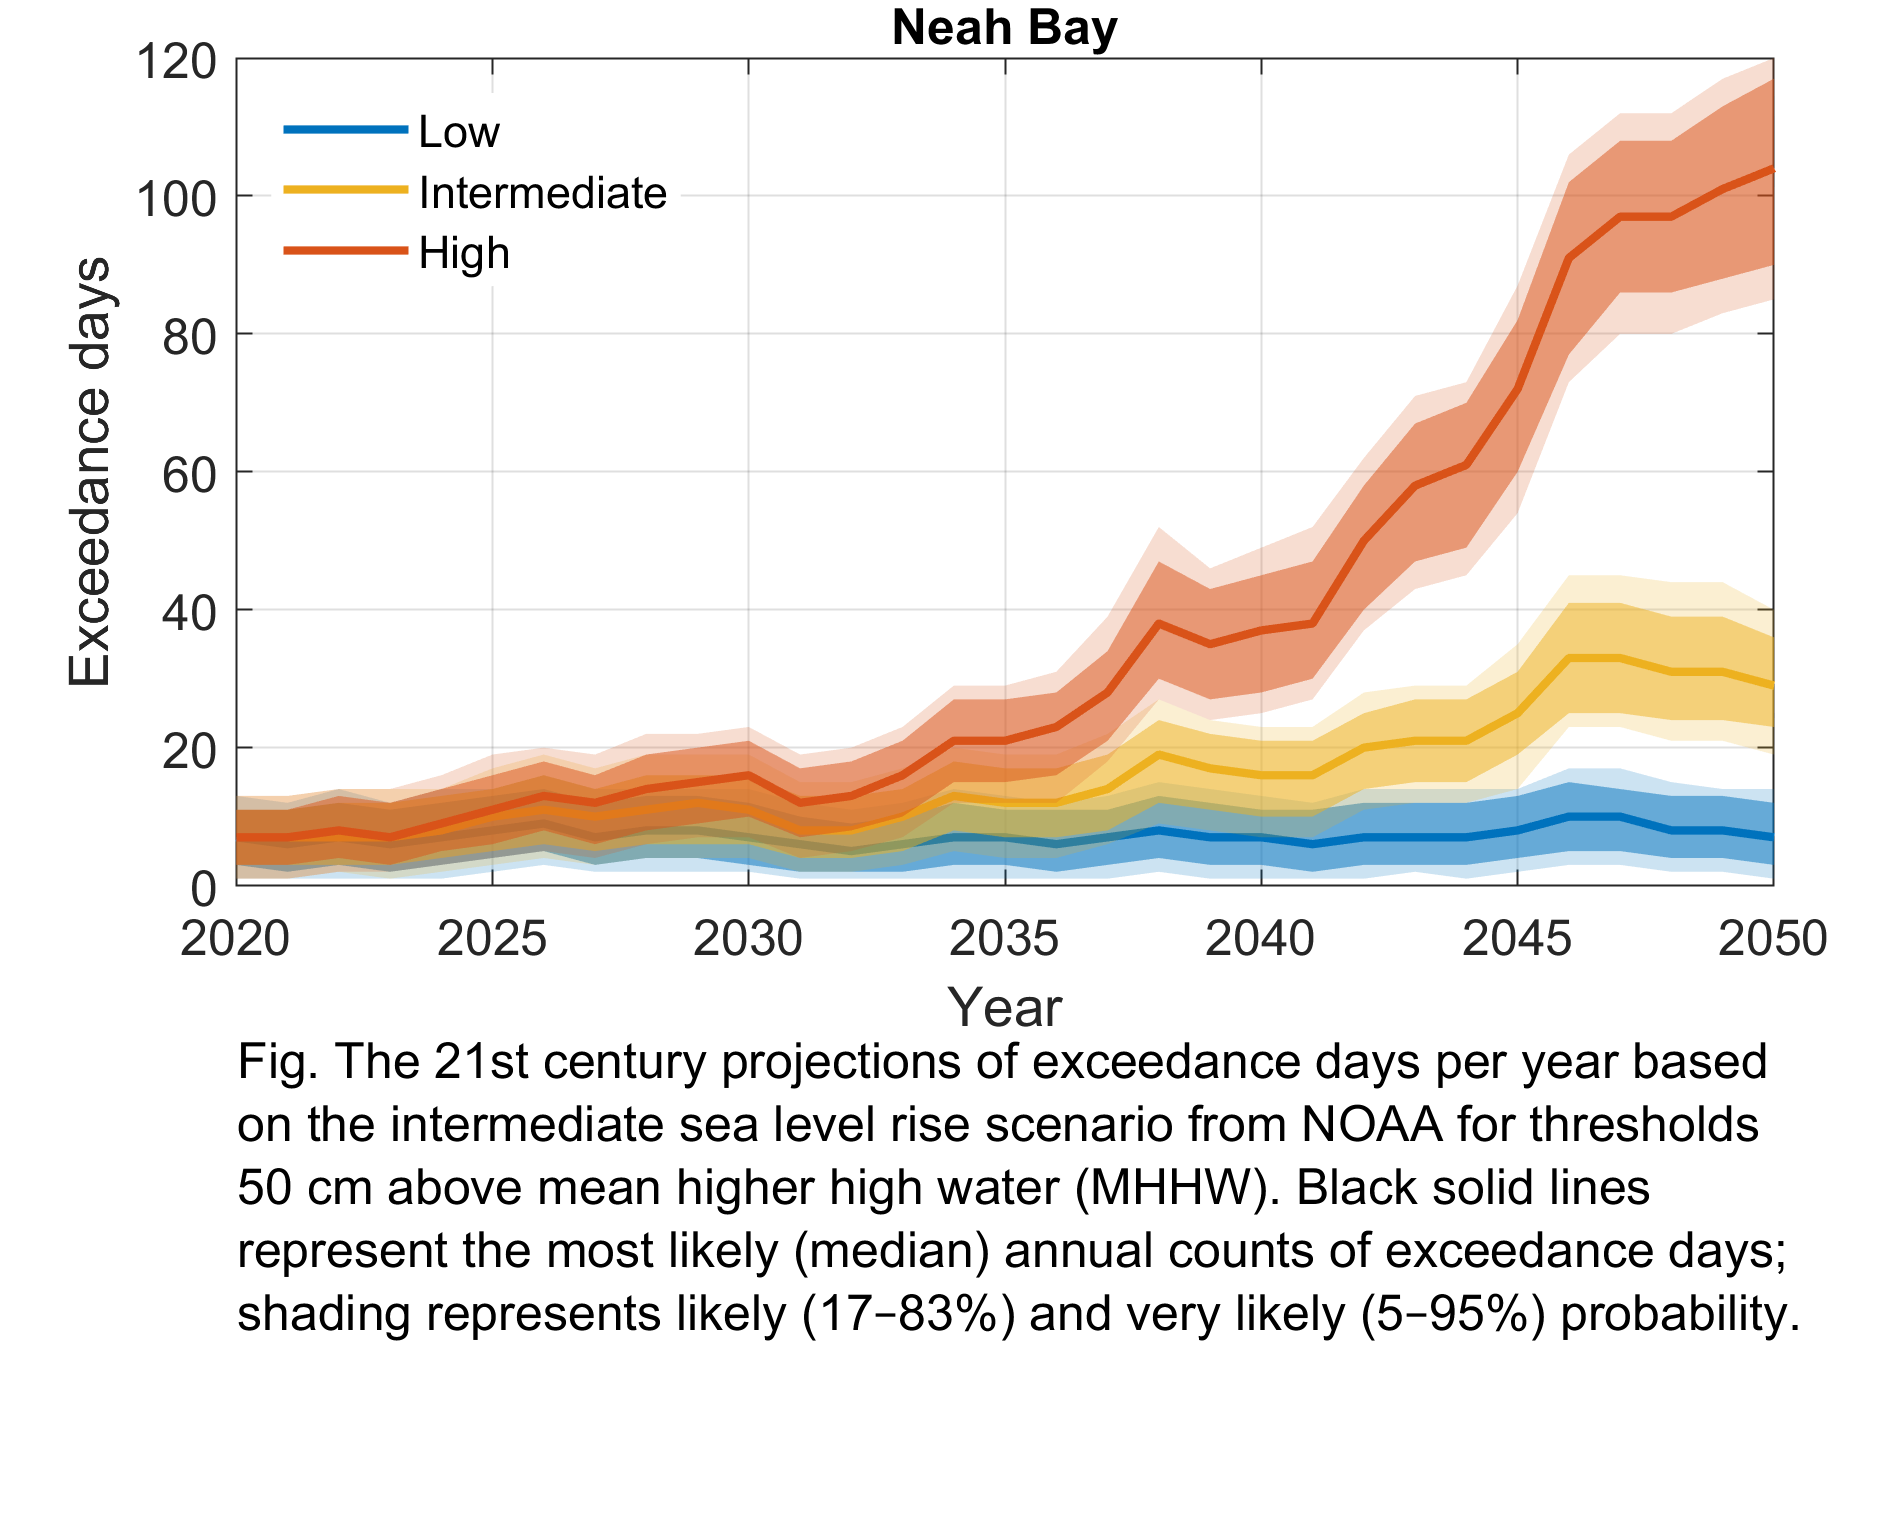 Neah Bay
120
100
80
60
40
20
0
Exceedance days
Low
Intermediate
High
2020 2025 2030 2035 2040 2045 2050
Year
Fig. The 21st century projections of exceedance days per year based
on the intermediate sea level rise scenario from NOAA for thresholds
50 cm above mean higher high water (MHHW). Black solid lines
represent the most likely (median) annual counts of exceedance days;
shading represents likely (17–83%) and very likely (5–95%) probability.